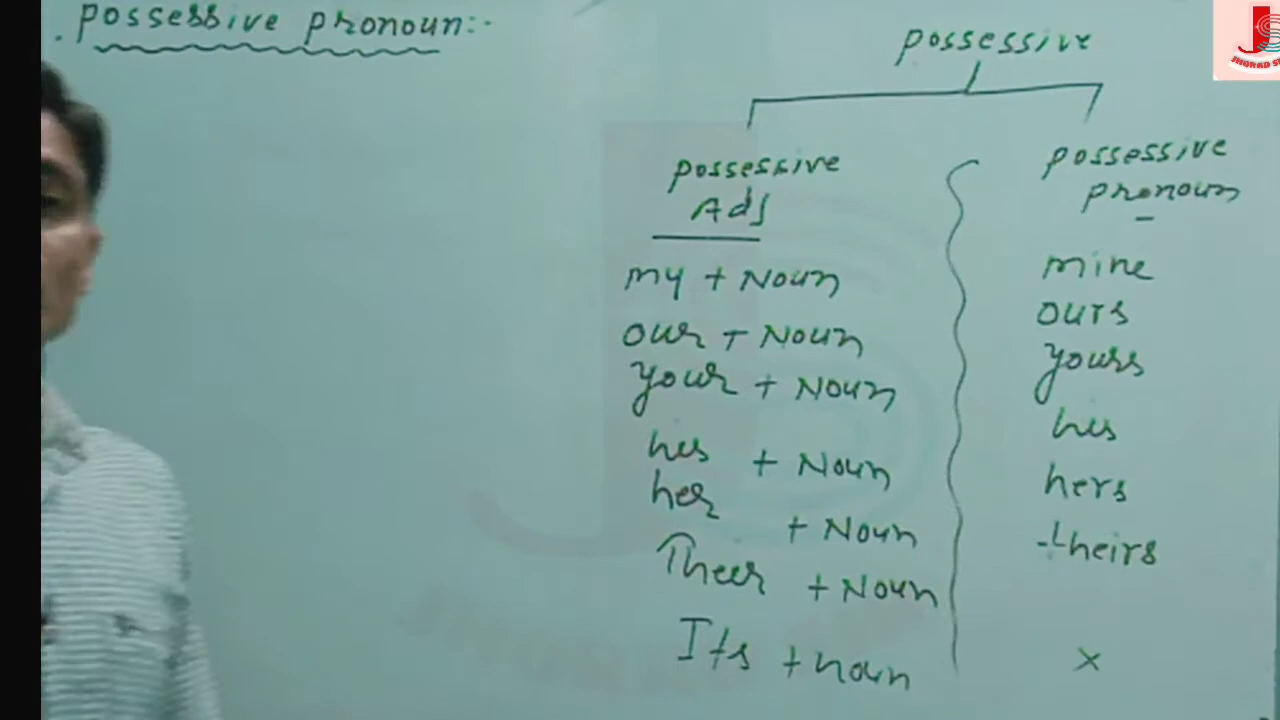 . Possessive pronoun:-
possessive
possessive
Adj
my + Noun
our + Noun
your + Noun
his + Noun
her + Noun
Their + Noun
Its + noun
possessive
pronoun
mine
ours
yours
his
hers
theirs
×